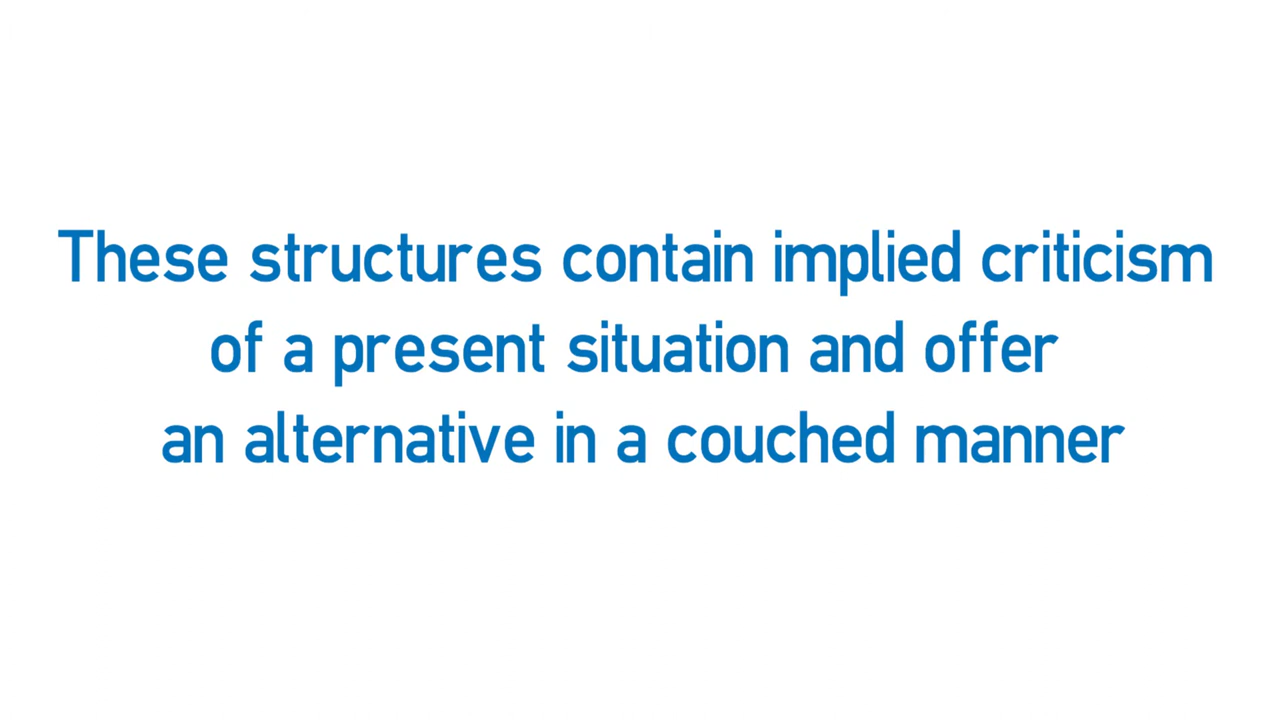 These structures contain implied criticism
of a present situation and offer
an alternative in a couched manner